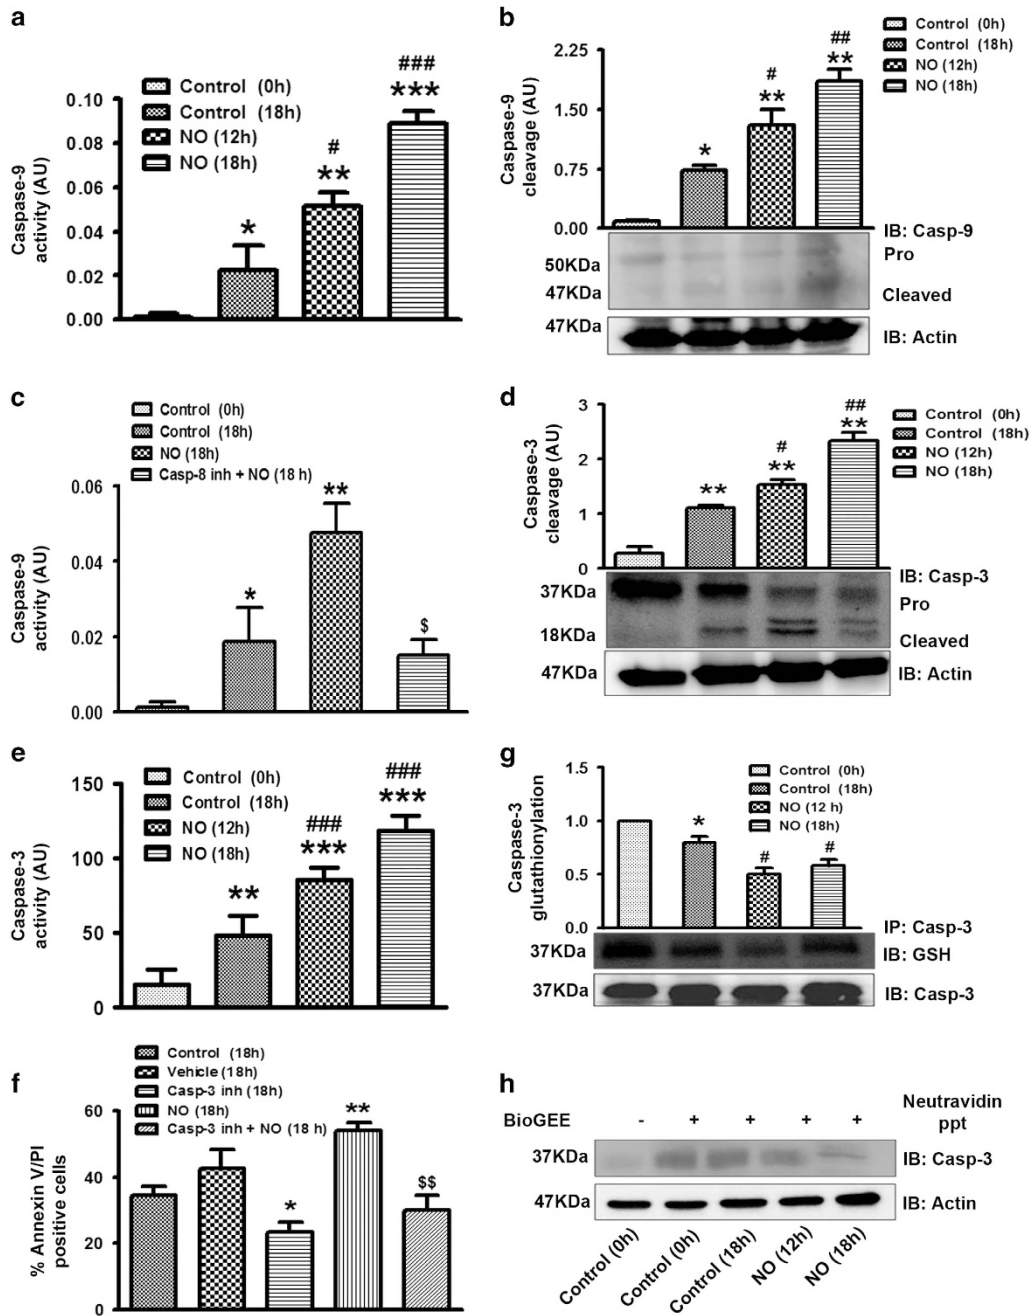 a
Control (0h)
Control (18h)
NO (12h)
NO (18h)
Caspase-9
activity (AU)
0.10
0.08
0.06
0.04
0.02
0.00
*
#
**
###
***
b
Control (0h)
Control (18h)
NO (12h)
NO (18h)
Caspase-9
cleavage (AU)
2.25
1.50
0.75
0.00
*
#
**
##
**
IB: Casp-9
Pro
50KDa
47KDa
Cleaved
47KDa
IB: Actin
c
Control (0h)
Control (18h)
NO (18h)
Casp-8 inh + NO (18 h)
Caspase-9
activity (AU)
0.06
0.04
0.02
0.00
*
**
$
d
Control (0h)
Control (18h)
NO (12h)
NO (18h)
Caspase-3
cleavage (AU)
3
2
1
0
**
#
**
##
**
IB: Casp-3
37KDa
Pro
18KDa
Cleaved
47KDa
IB: Actin
e
Control (0h)
Control (18h)
NO (12h)
NO (18h)
Caspase-3
activity (AU)
150
100
50
0
**
###
***
###
***
g
Control (0h)
Control (18h)
NO (12 h)
NO (18h)
Caspase-3
glutathionylation
1.5
1.0
0.5
0.0
*
#
#
IP: Casp-3
37KDa
IB: GSH
37KDa
IB: Casp-3
f
Control (18h)
Vehicle (18h)
Casp-3 inh (18h)
NO (18h)
Casp-3 inh + NO (18 h)
% Annexin V/PI
positive cells
60
40
20
0
*
**
$$
h
BioGEE - + + + +
Neutravidin
ppt
37KDa
IB: Casp-3
47KDa
IB: Actin
Control (0h)
Control (0h)
Control (18h)
NO (12h)
NO (18h)